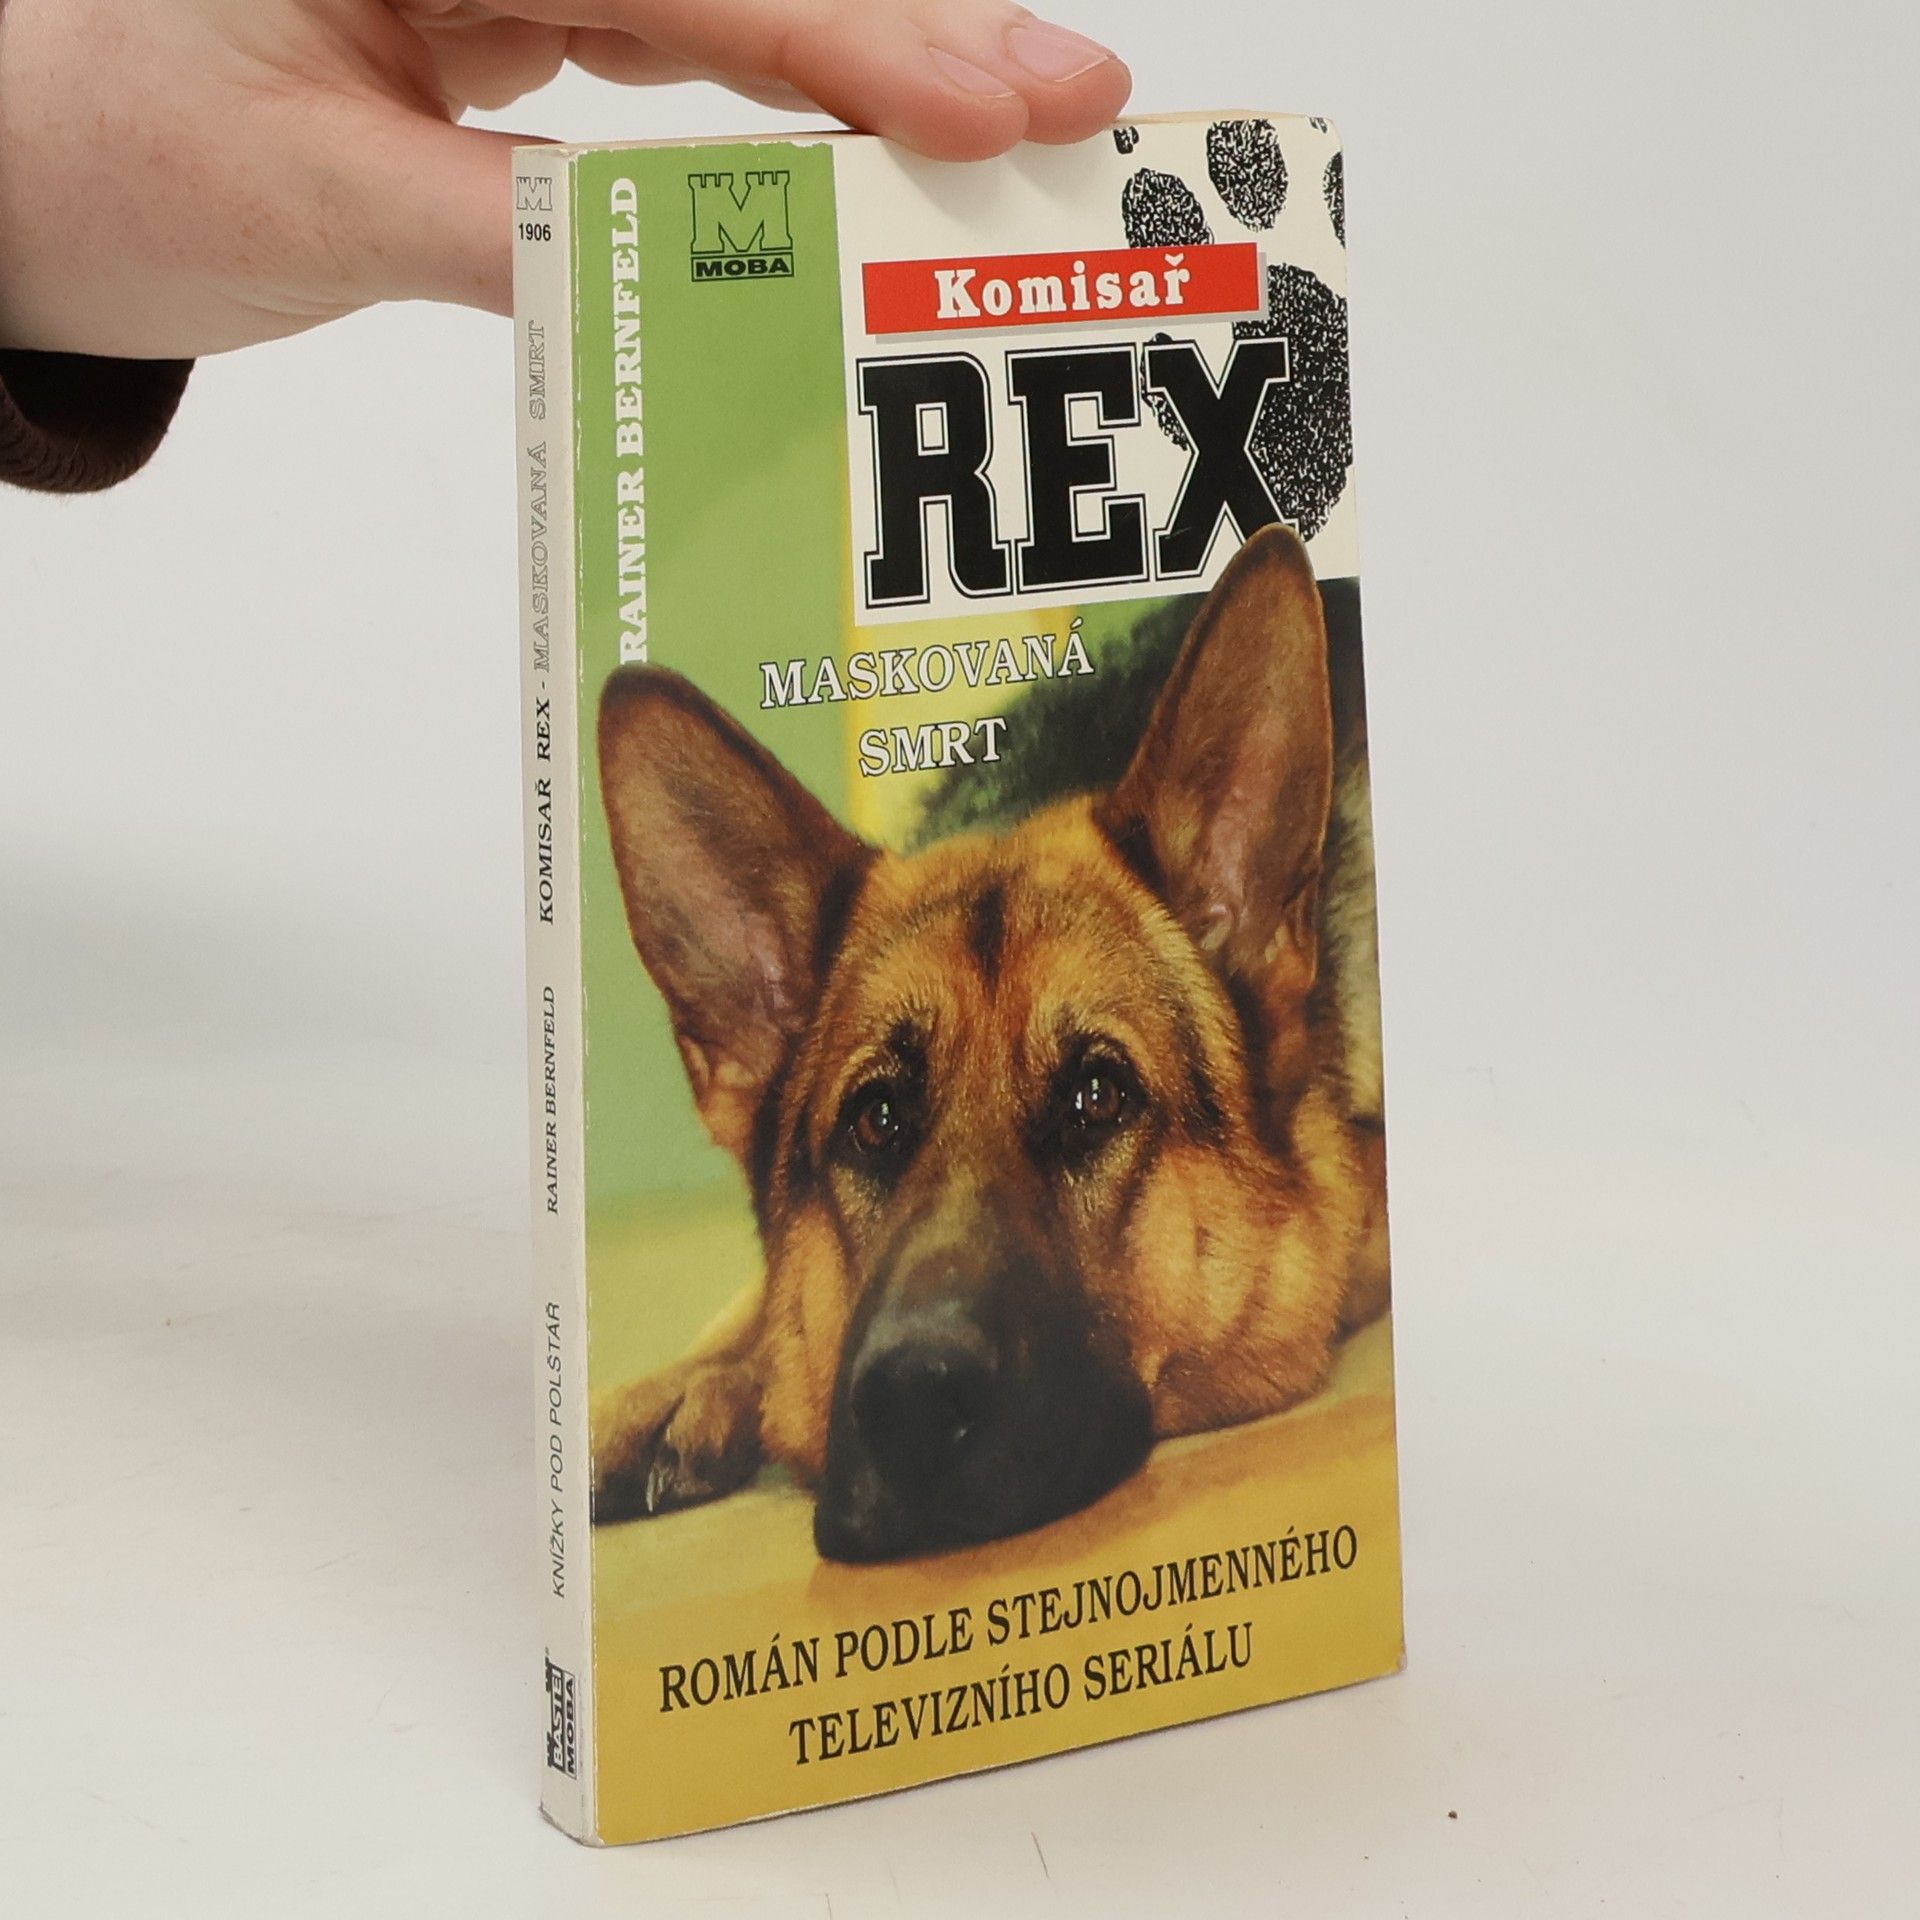 M
1906
KOMISAŘ REX - MASKOVANÁ SMRT
RAINER BERNFELD
KNÍŽKY POD POLŠTÁŘ
BASTEI
MOBA
RAINER BERNFELD
M
MOBA
Komisař
REX
MASKOVANÁ
SMRT
ROMÁN PODLE STEJNOJMENNÉHO
TELEVIZNÍHO SERIÁLU